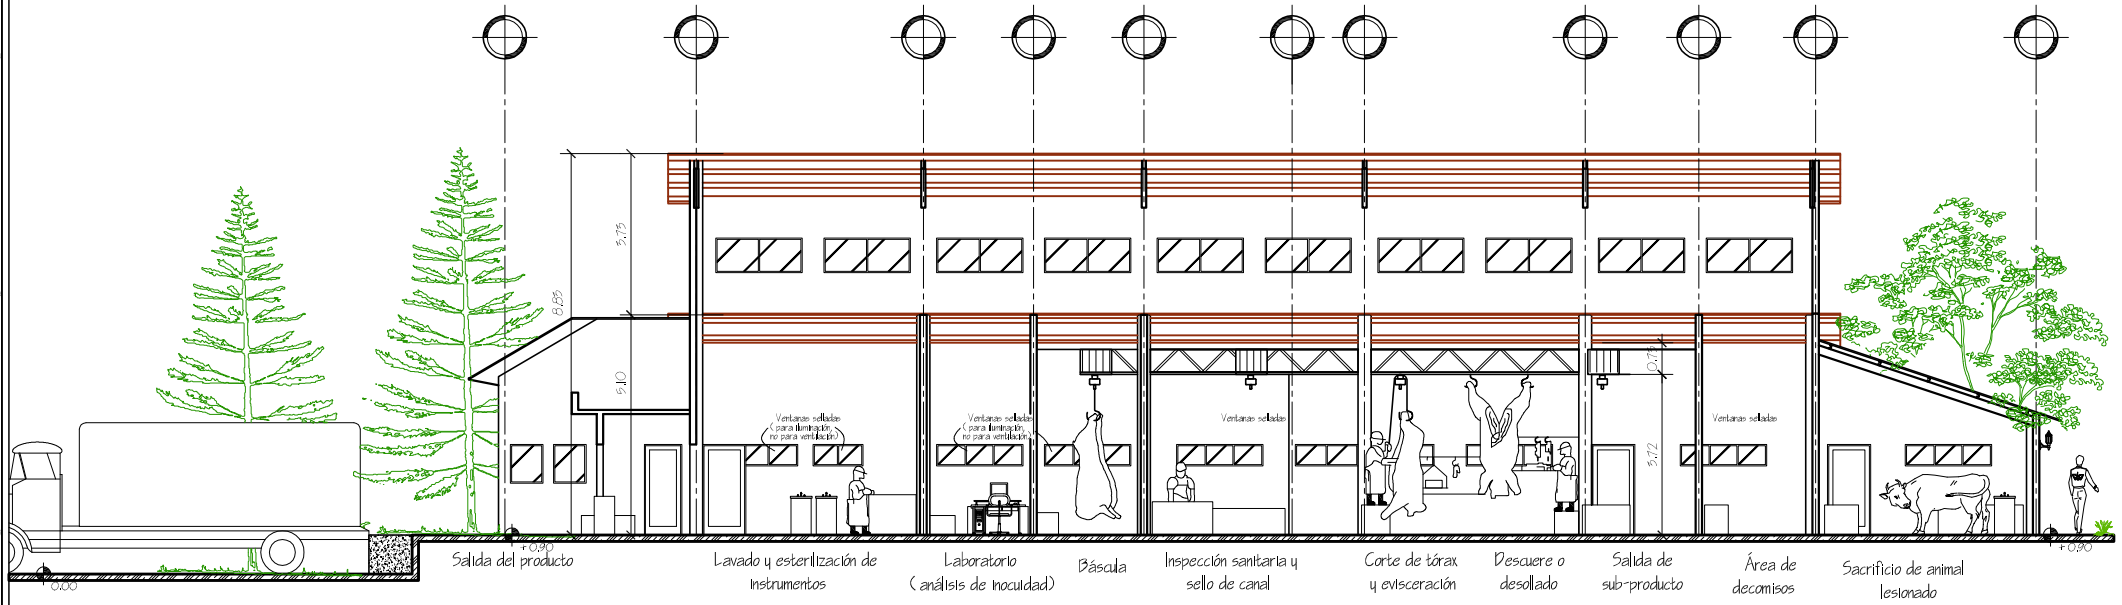 3.73
8.83
5.10
0.73
3.72
Ventanas selladas
( para iluminación,
no para ventilación)
Ventanas selladas
( para iluminación,
no para ventilación)
Ventanas selladas
Ventanas selladas
+0.90
+0.90
0.00
Salida del producto
Lavado y esterilización de
instrumentos
Laboratorio
( análisis de inocuidad)
Báscula
Inspección sanitaria y
sello de canal
Corte de tórax
y evisceración
Descuere o
desollado
Salida de
sub-producto
Área de
decomisos
Sacrificio de animal
lesionado